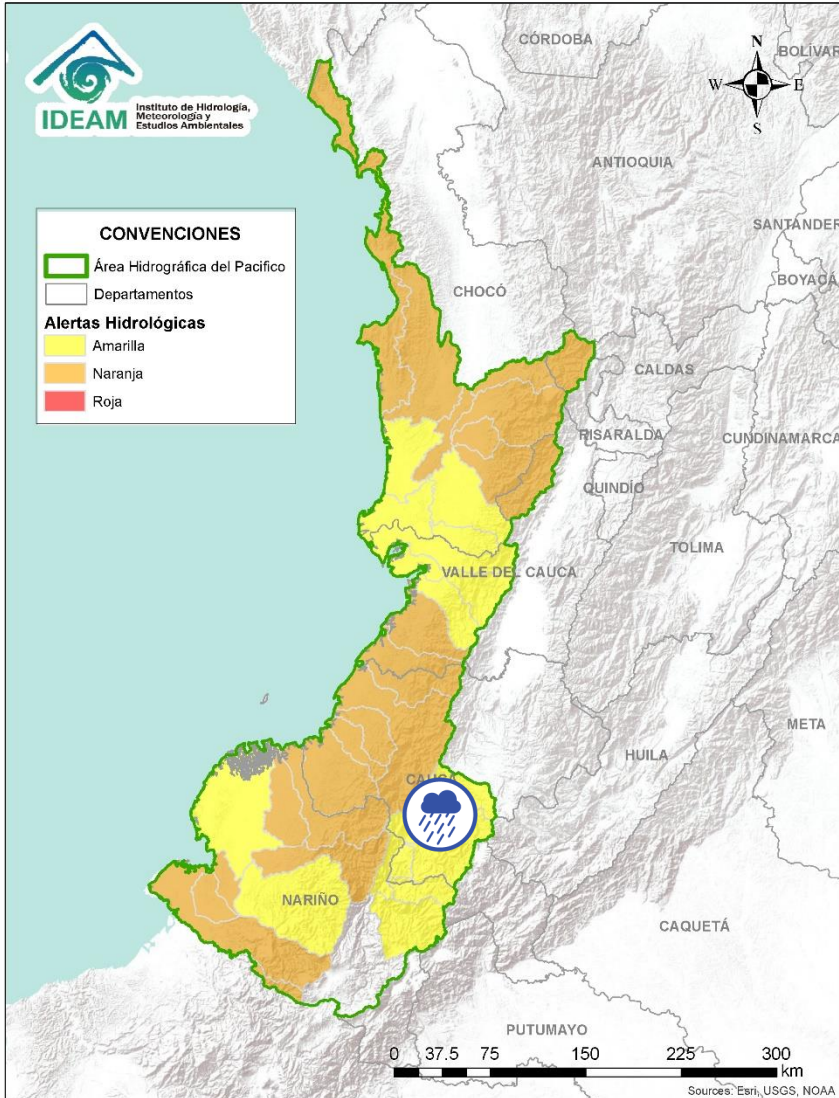 CÓRDOBA
BOLÍVAR
N
W
E
S
IDEAM
Instituto de Hidrología,
Meteorología y
Estudios Ambientales
ANTIOQUIA
SANTANDER
CONVENCIONES
Área Hidrográfica del Pacifico
Departamentos
Alertas Hidrológicas
Amarilla
Naranja
Roja
BOYACÁ
CHOCÓ
CALDAS
RISARALDA
CUNDINAMARCA
QUINDÍO
TOLIMA
VALLE DEL CAUCA
META
HUILA
CAUCA
NARIÑO
CAQUETÁ
PUTUMAYO
0 37.5 75 150 225 300
km
Sources: Esri, USGS, NOAA